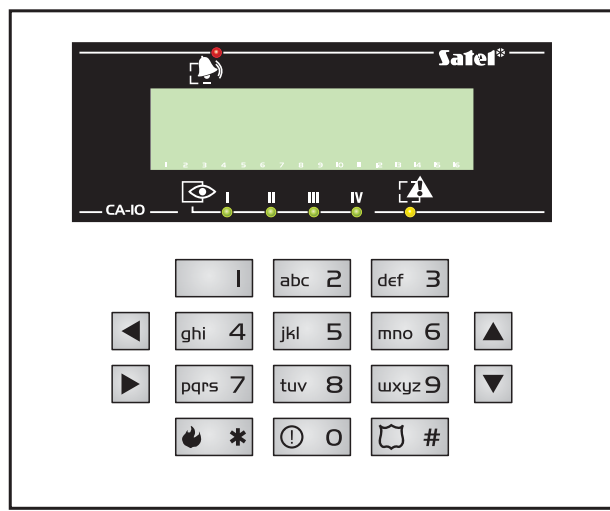 Satel
1 2 3 4 5 6 7 8 9 10 11 12 13 14 15 16
I II III IV
CA-10
1 abc 2 def 3
ghi 4 jkl 5 mno 6
pqrs 7 tuv 8 wxyz 9
* 0 #